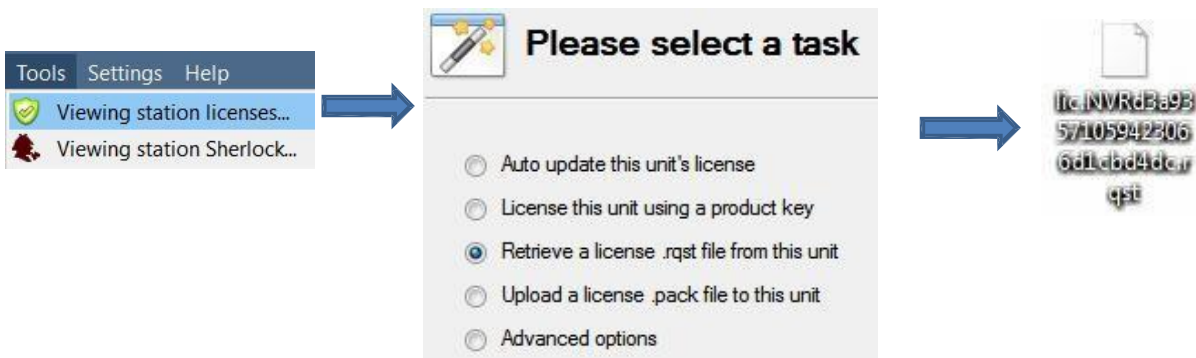 Tools Settings Help
Viewing station licenses...
Viewing station Sherlock...
Please select a task
Auto update this unit's license
License this unit using a product key
Retrieve a license .rqst file from this unit
Upload a license .pack file to this unit
Advanced options
lic.NVRd3a93
57105942306
6d1cbd4dc.r
qst